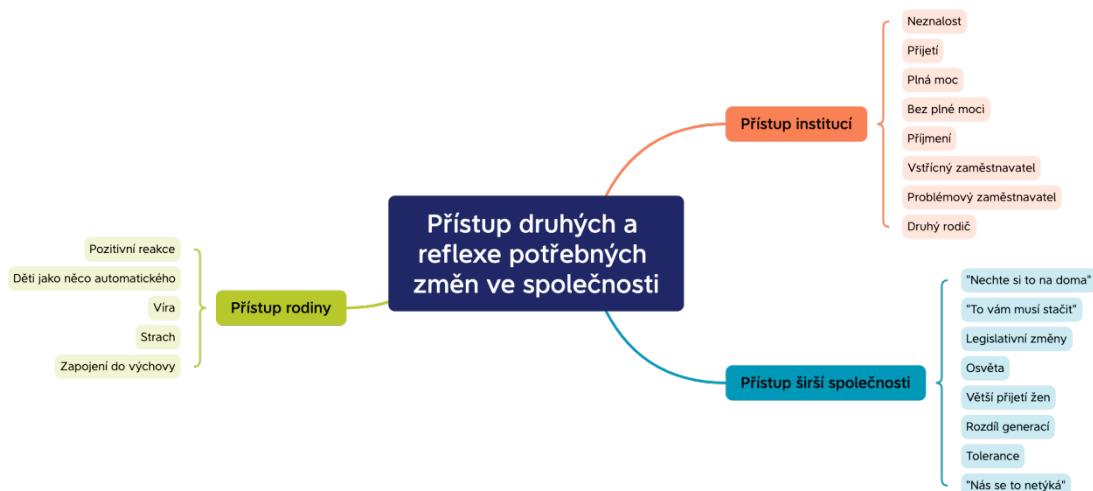 Přístup druhých a
reflexe potřebných
změn ve společnosti
Přístup institucí
Neznalost
Přijetí
Plná moc
Bez plné moci
Příjmení
Vstřícný zaměstnavatel
Problémový zaměstnavatel
Druhý rodič
Přístup širší společnosti
"Nechte si to na doma"
"To vám musí stačit"
Legislativní změny
Osvěta
Větší přijetí žen
Rozdíl generací
Tolerance
"Nás se to netýká"
Přístup rodiny
Pozitivní reakce
Děti jako něco automatického
Víra
Strach
Zapojení do výchovy